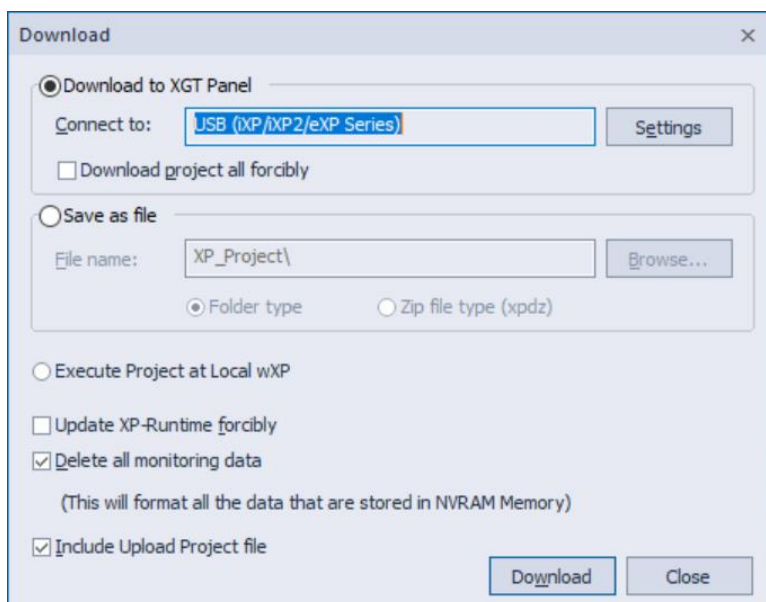 Download
Download to XGT Panel
Connect to: USB (iXP/iXP2/eXP Series) Settings
Download project all forcibly
Save as file
File name: XP_Project\ Browse...
Folder type Zip file type (xpdz)
Execute Project at Local wXP
Update XP-Runtime forcibly
Delete all monitoring data
(This will format all the data that are stored in NVRAM Memory)
Include Upload Project file
Download Close